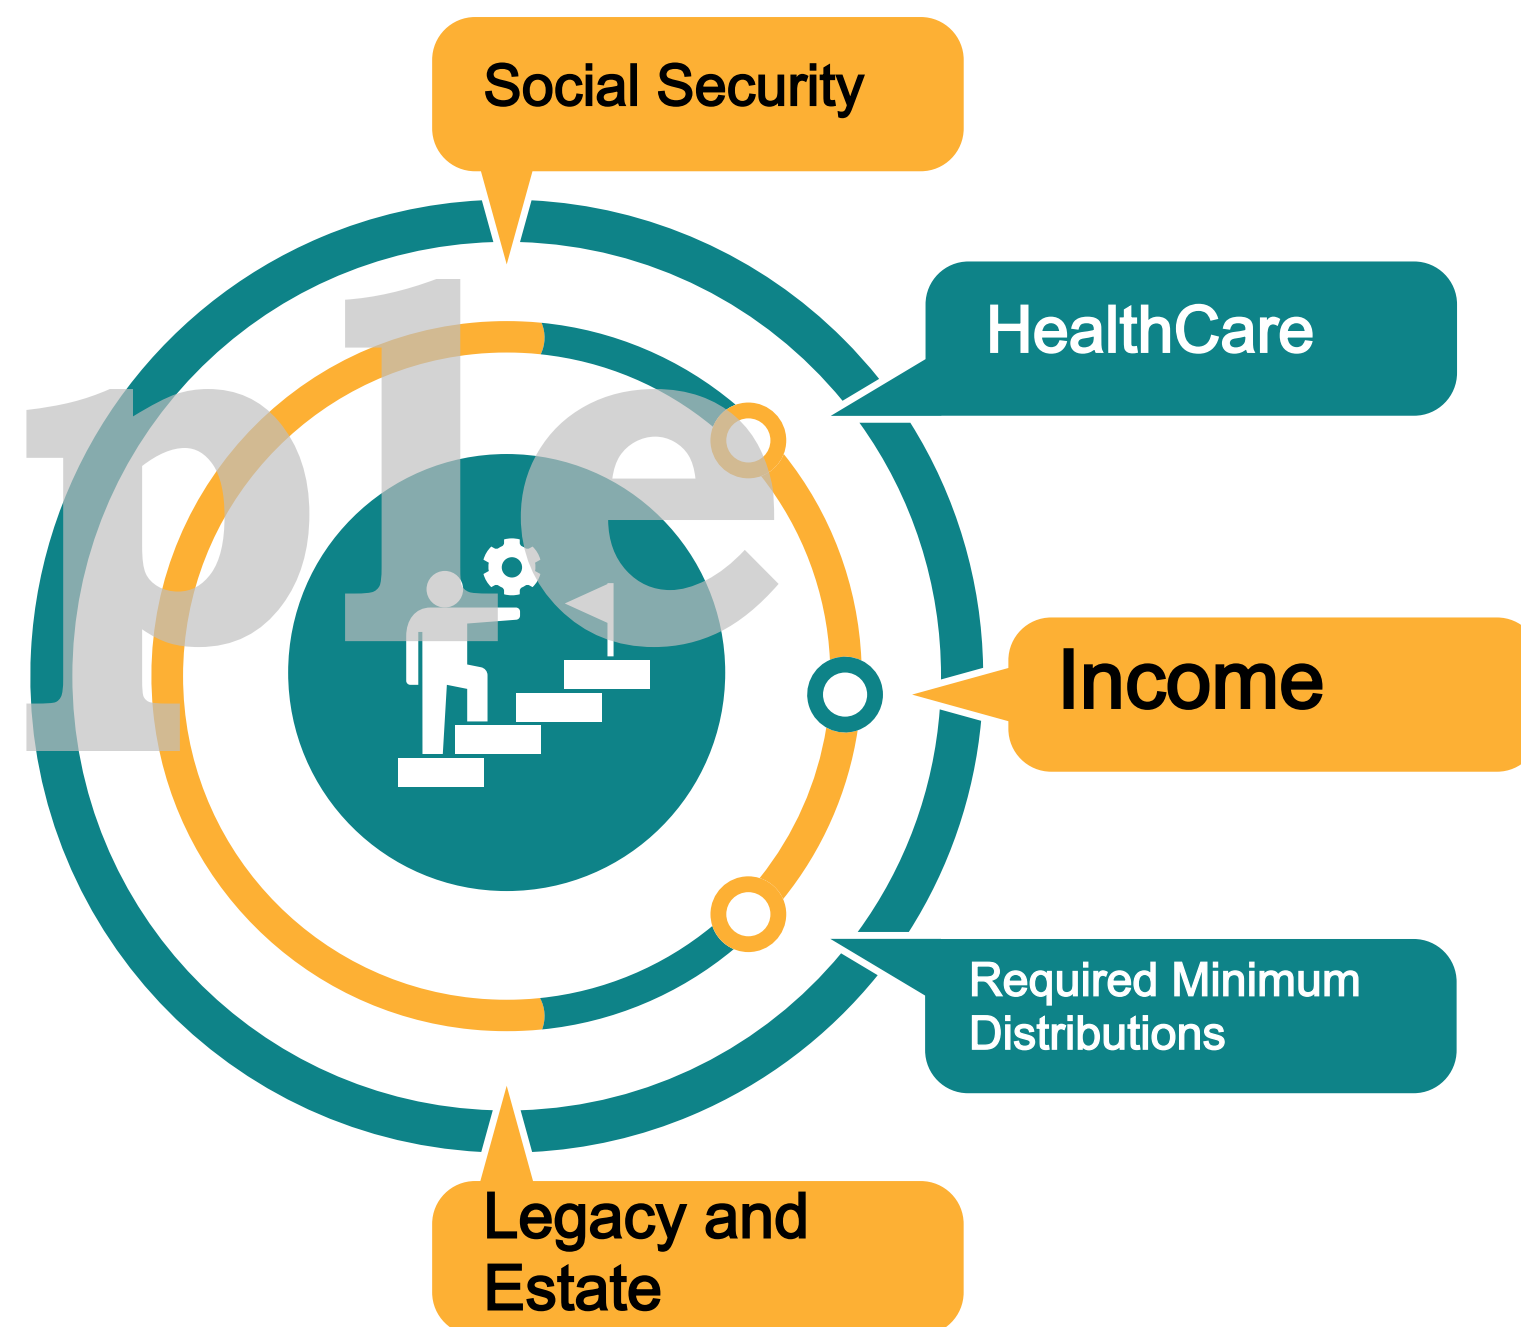 Social Security
HealthCare
ple
Income
Required Minimum
Distributions
Legacy and
Estate